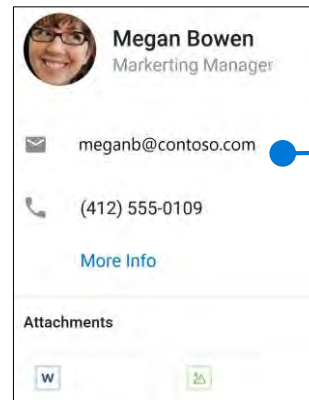 Megan Bowen
Markerting Manager
meganb@contoso.com
(412) 555-0109
More Info
Attachments
W